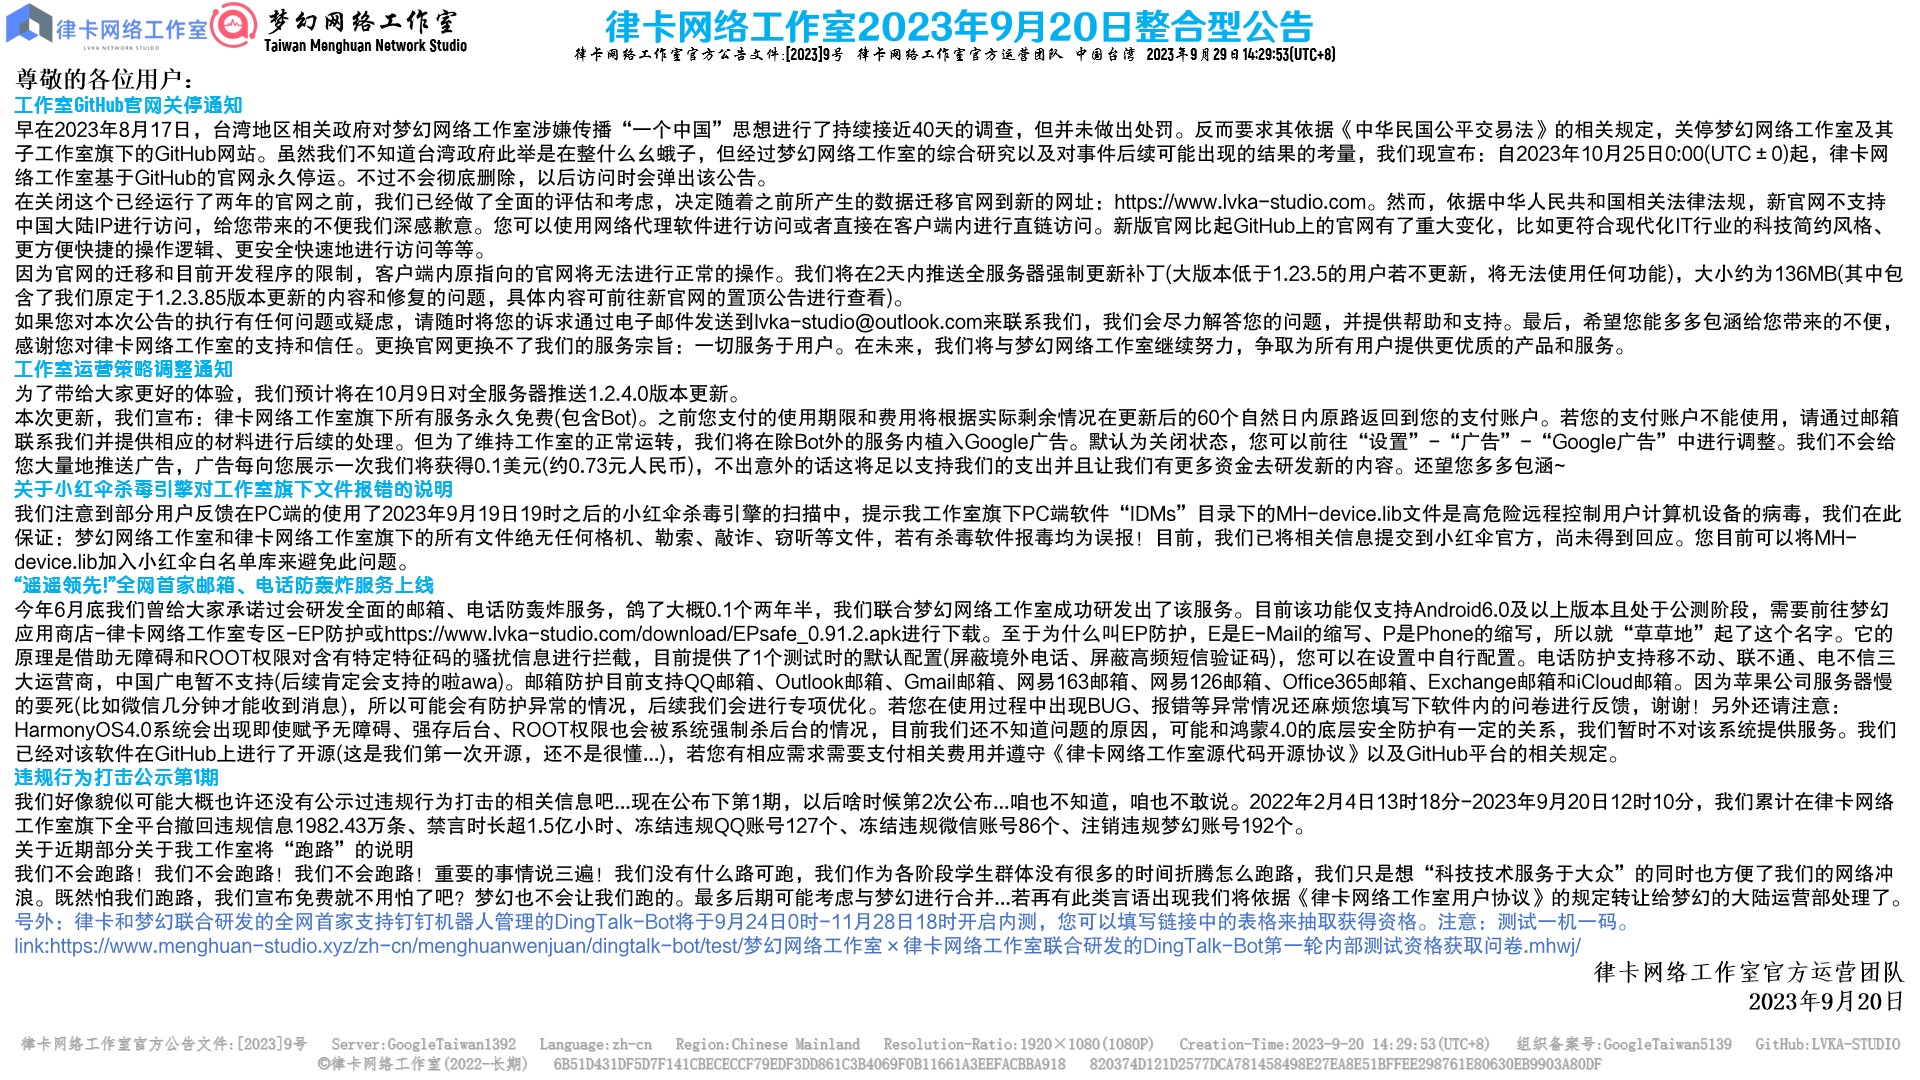 律卡网络工作室
LVKA NETWORK STUIDO
梦幻网络工作室
Taiwan Menghuan Network Studio
律卡网络工作室2023年9月20日整合型公告
律卡网络工作室官方公告文件:[2023]9号 律卡网络工作室官方运营团队 中国台湾 2023年9月29日14:29:53(UTC+8)
尊敬的各位用户：
工作室GitHub官网关停通知
早在2023年8月17日，台湾地区相关政府对梦幻网络工作室涉嫌传播“一个中国”思想进行了持续接近40天的调查，但并未做出处罚。反而要求其依据《中华民国公平交易法》的相关规定，关停梦幻网络工作室及其
子工作室旗下的GitHub网站。虽然我们不知道台湾政府此举是在整什么幺蛾子，但经过梦幻网络工作室的综合研究以及对事件后续可能出现的结果的考量，我们现宣布：自2023年10月25日0:00(UTC±0)起，律卡网
络工作室基于GitHub的官网永久停运。不过不会彻底删除，以后访问时会弹出该公告。
在关闭这个已经运行了两年的官网之前，我们已经做了全面的评估和考虑，决定随着之前所产生的数据迁移官网到新的网址：https://www.lvka-studio.com。然而，依据中华人民共和国相关法律法规，新官网不支持
中国大陆IP进行访问，给您带来的不便我们深感歉意。您可以使用网络代理软件进行访问或者直接在客户端内进行直链访问。新版官网比起GitHub上的官网有了重大变化，比如更符合现代化IT行业的科技简约风格、
更方便快捷的操作逻辑、更安全快速地进行访问等等。
因为官网的迁移和目前开发程序的限制，客户端内原指向的官网将无法进行正常的操作。我们将在2天内推送全服务器强制更新补丁(大版本低于1.23.5的用户若不更新，将无法使用任何功能)，大小约为136MB(其中包
含了我们原定于1.2.3.85版本更新的内容和修复的问题，具体内容可前往新官网的置顶公告进行查看)。
如果您对本次公告的执行有任何问题或疑虑，请随时将您的诉求通过电子邮件发送到lvka-studio@outlook.com来联系我们，我们会尽力解答您的问题，并提供帮助和支持。最后，希望您能多多包涵给您带来的不便，
感谢您对律卡网络工作室的支持和信任。更换官网更换不了我们的服务宗旨：一切服务于用户。在未来，我们将与梦幻网络工作室继续努力，争取为所有用户提供更优质的产品和服务。
工作室运营策略调整通知
为了带给大家更好的体验，我们预计将在10月9日对全服务器推送1.2.4.0版本更新。
本次更新，我们宣布：律卡网络工作室旗下所有服务永久免费(包含Bot)。之前您支付的使用期限和费用将根据实际剩余情况在更新后的60个自然日内原路返回到您的支付账户。若您的支付账户不能使用，请通过邮箱
联系我们并提供相应的材料进行后续的处理。但为了维持工作室的正常运转，我们将在除Bot外的服务内植入Google广告。默认为关闭状态，您可以前往“设置”-“广告”-“Google广告”中进行调整。我们不会给
您大量地推送广告，广告每向您展示一次我们将获得0.1美元(约0.73元人民币)，不出意外的话这将足以支持我们的支出并且让我们有更多资金去研发新的内容。还望您多多包涵~
关于小红伞杀毒引擎对工作室旗下文件报错的说明
我们注意到部分用户反馈在PC端的使用了2023年9月19日19时之后的小红伞杀毒引擎的扫描中，提示我工作室旗下PC端软件“IDMs”目录下的MH-device.lib文件是高危险远程控制用户计算机设备的病毒，我们在此
保证：梦幻网络工作室和律卡网络工作室旗下的所有文件绝无任何格机、勒索、敲诈、窃听等文件，若有杀毒软件报毒均为误报！目前，我们已将相关信息提交到小红伞官方，尚未得到回应。您目前可以将MH-
device.lib加入小红伞白名单库来避免此问题。
“遥遥领先!”全网首家邮箱、电话防轰炸服务上线
今年6月底我们曾给大家承诺过会研发全面的邮箱、电话防轰炸服务，鸽了大概0.1个两年半，我们联合梦幻网络工作室成功研发出了该服务。目前该功能仅支持Android6.0及以上版本且处于公测阶段，需要前往梦幻
应用商店-律卡网络工作室专区-EP防护或https://www.lvka-studio.com/download/EPsafe_0.91.2.apk进行下载。至于为什么叫EP防护，E是E-Mail的缩写、P是Phone的缩写，所以就“草草地”起了这个名字。它的
原理是借助无障碍和ROOT权限对含有特定特征码的骚扰信息进行拦截，目前提供了1个测试时的默认配置(屏蔽境外电话、屏蔽高频短信验证码)，您可以在设置中自行配置。电话防护支持移不动、联不通、电不信三
大运营商，中国广电暂不支持(后续肯定会支持的啦awa)。邮箱防护目前支持QQ邮箱、Outlook邮箱、Gmail邮箱、网易163邮箱、网易126邮箱、Office365邮箱、Exchange邮箱和iCloud邮箱。因为苹果公司服务器慢
的要死(比如微信几分钟才能收到消息)，所以可能会有防护异常的情况，后续我们会进行专项优化。若您在使用过程中出现BUG、报错等异常情况还麻烦您填写下软件内的问卷进行反馈，谢谢！另外还请注意：
HarmonyOS4.0系统会出现即使赋予无障碍、强存后台、ROOT权限也会被系统强制杀后台的情况，目前我们还不知道问题的原因，可能和鸿蒙4.0的底层安全防护有一定的关系，我们暂时不对该系统提供服务。我们
已经对该软件在GitHub上进行了开源(这是我们第一次开源，还不是很懂...)，若您有相应需求需要支付相关费用并遵守《律卡网络工作室源代码开源协议》以及GitHub平台的相关规定。
违规行为打击公示第1期
我们好像貌似可能大概也许还没有公示过违规行为打击的相关信息吧...现在公布下第1期，以后啥时候第2次公布...咱也不知道，咱也不敢说。2022年2月4日13时18分-2023年9月20日12时10分，我们累计在律卡网络
工作室旗下全平台撤回违规信息1982.43万条、禁言时长超1.5亿小时、冻结违规QQ账号127个、冻结违规微信账号86个、注销违规梦幻账号192个。
关于近期部分关于我工作室将“跑路”的说明
我们不会跑路！我们不会跑路！我们不会跑路！重要的事情说三遍！我们没有什么路可跑，我们作为各阶段学生群体没有很多的时间折腾怎么跑路，我们只是想“科技技术服务于大众”的同时也方便了我们的网络冲
浪。既然怕我们跑路，我们宣布免费就不用怕了吧？梦幻也不会让我们跑的。最多后期可能考虑与梦幻进行合并...若再有此类言语出现我们将依据《律卡网络工作室用户协议》的规定转让给梦幻的大陆运营部处理了。
号外：律卡和梦幻联合研发的全网首家支持钉钉机器人管理的DingTalk-Bot将于9月24日0时-11月28日18时开启内测，您可以填写链接中的表格来抽取获得资格。注意：测试一机一码。
link:https://www.menghuan-studio.xyz/zh-cn/menghuanwenjuan/dingtalk-bot/test/梦幻网络工作室×律卡网络工作室联合研发的DingTalk-Bot第一轮内部测试资格获取问卷.mhwj/
律卡网络工作室官方运营团队
2023年9月20日
律卡网络工作室官方公告文件:[2023]9号 Server:GoogleTaiwan1392 Language:zh-cn Region:Chinese Mainland Resolution-Ratio:1920×1080(1080P) Creation-Time:2023-9-20 14:29:53(UTC+8) 组织备案号:GoogleTaiwan5139 GitHub:LVKA-STUDIO
©律卡网络工作室(2022-长期) 6B51D431DF5D7F141CBECECCF79EDF3DD861C3B4069F0B11661A3EEFACBBA918 820374D121D2577DCA781458498E27EA8E51BFFEE298761E80630EB9903A80DF